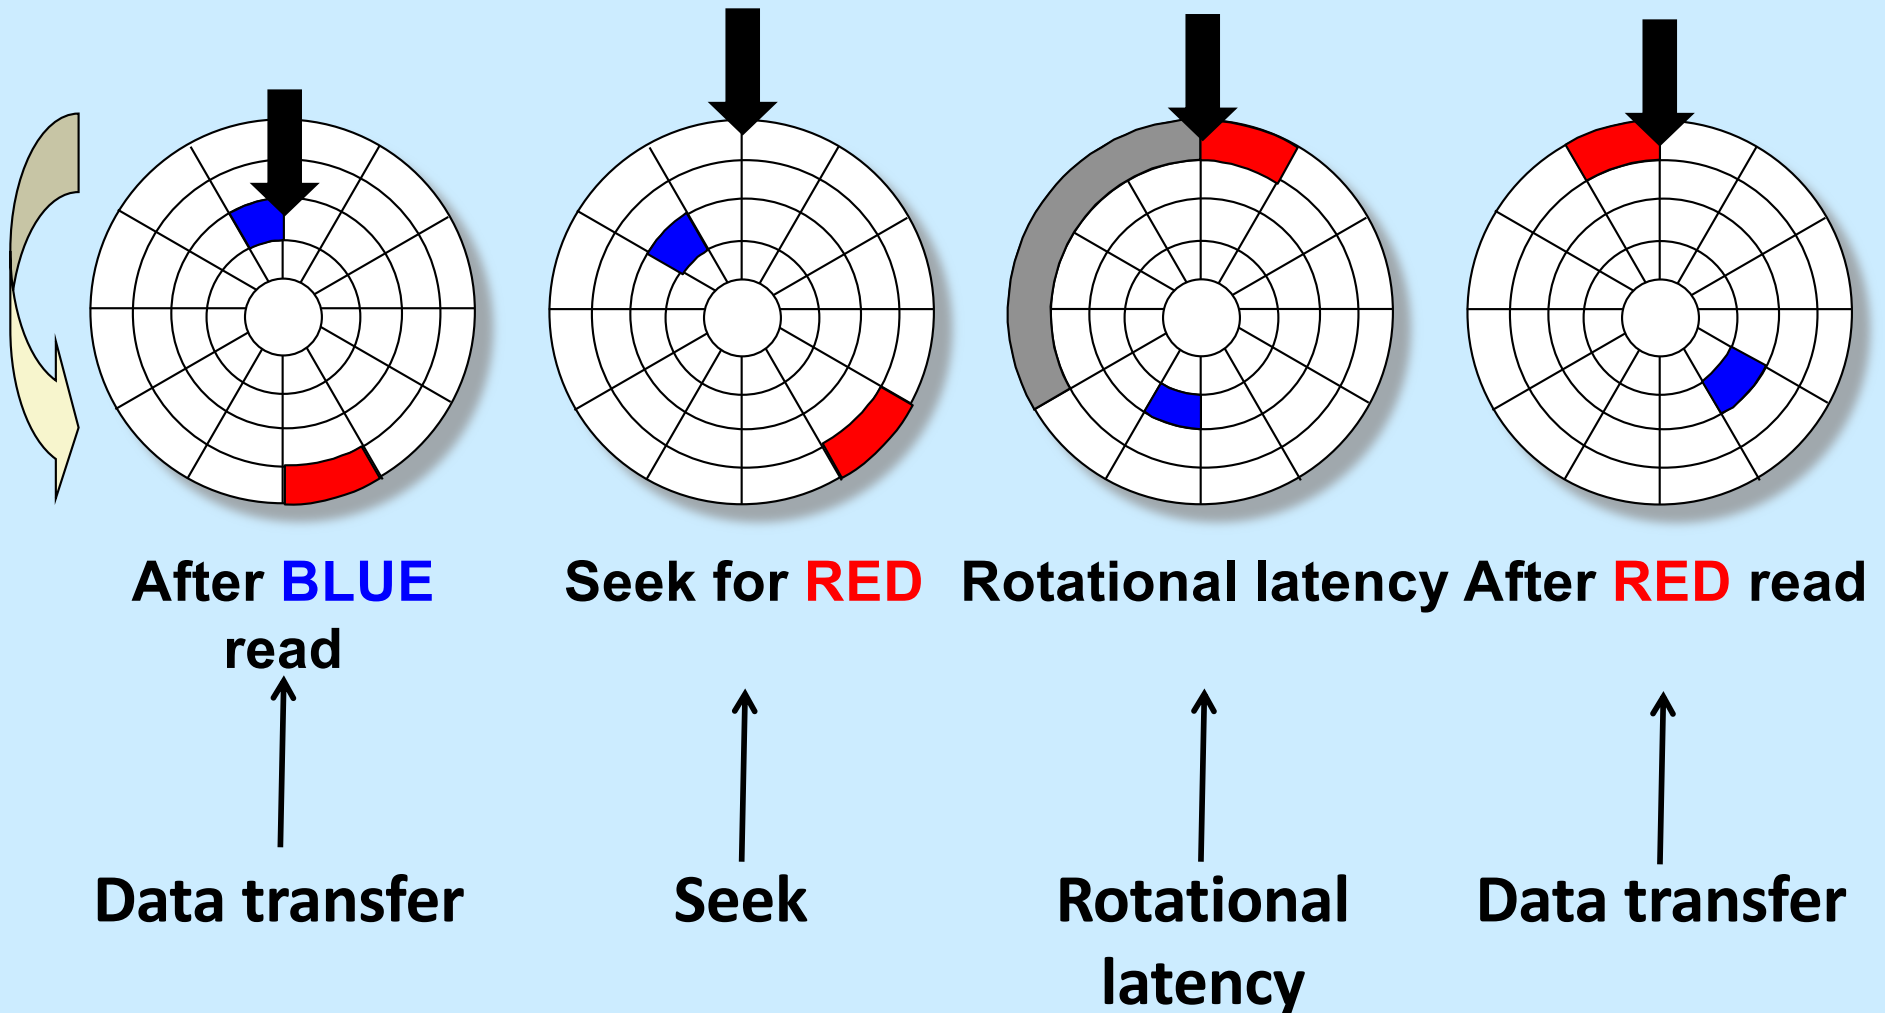 After BLUE
read
Seek for RED
Rotational latency
After RED read
Data transfer
Seek
Rotational
latency
Data transfer